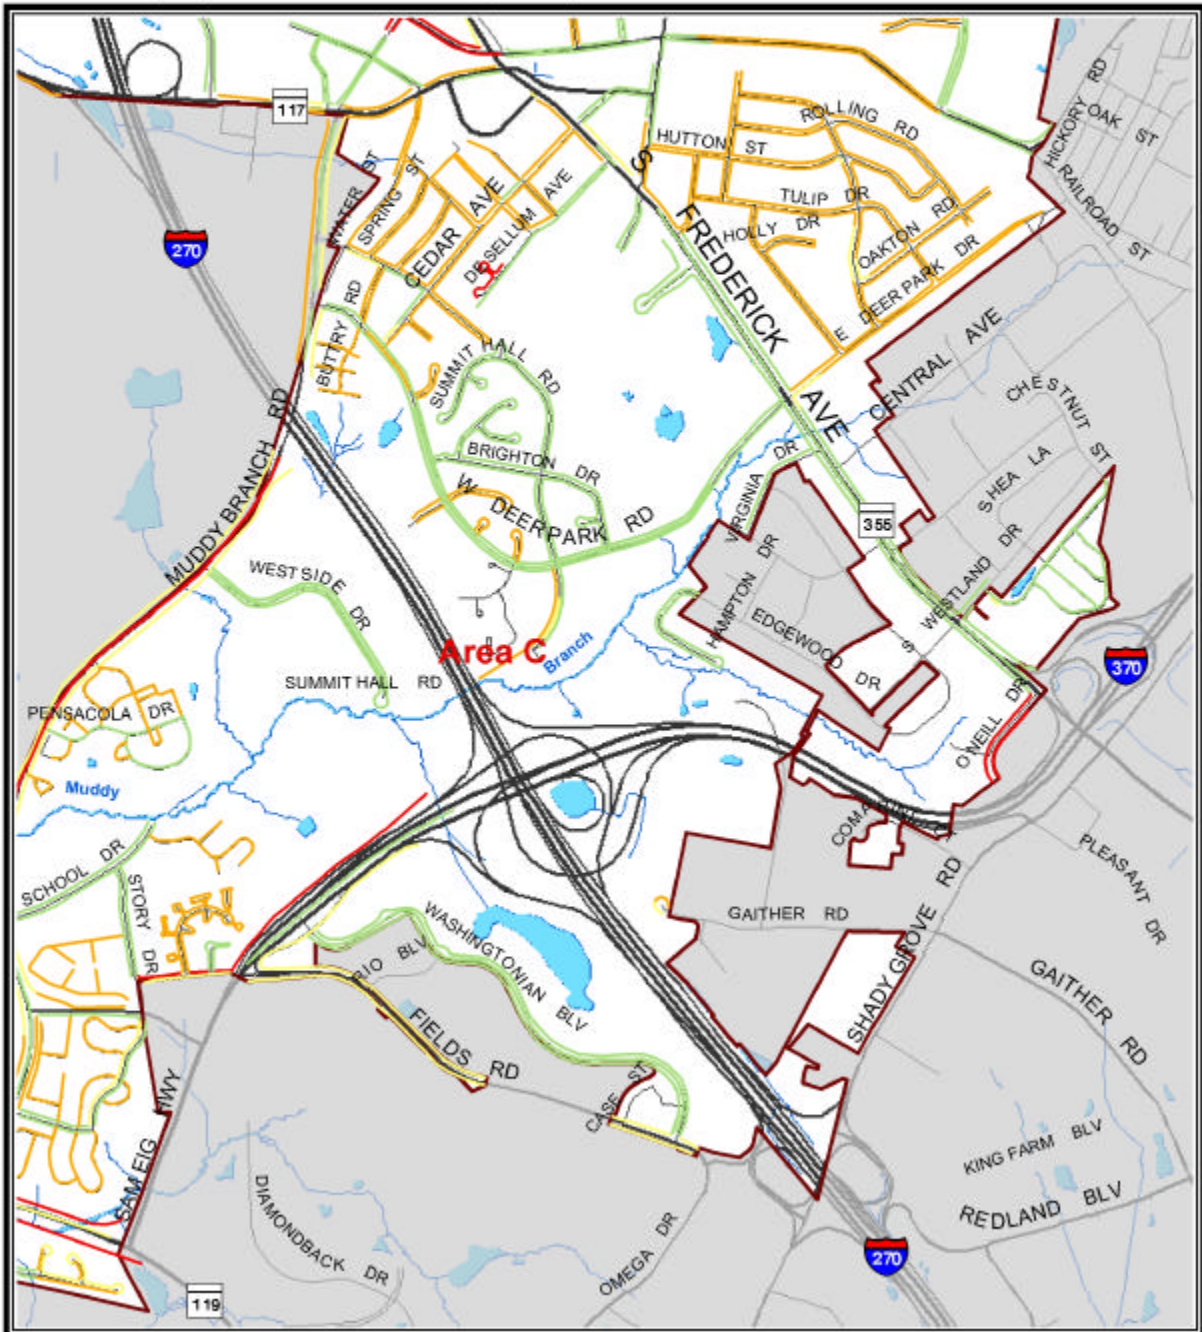 117
HICKORY RD
OAK ST
RAILROAD ST
ROLLING RD
HUTTON ST
TULIP DR
HOLLY DR
OAKTON RD
E DEER PARK DR
S FREDERICK AVE
WATER ST
SPRING ST
CEDAR AVE
DESELLUM AVE
270
BUTTRY RD
SUMMIT HALL RD
CENTRAL AVE
CHESTNUT ST
SHEA LA
MUDDY BRANCH RD
BRIGHTON DR
W DEER PARK RD
VIRGINIA DR
355
HAMPTON DR
EDGEWOOD DR
S WESTLAND DR
WEST SIDE DR
Area C
Branch
370
SUMMIT HALL RD
PENSACOLA DR
O'NEILL DR
Muddy
SCHOOL DR
STORY DR
PLEASANT DR
GAITHER RD
SHADY GROVE RD
GAITHER RD
WASHINGTONIAN BLV
RIO BLV
FIELDS RD
CASE ST
SAM EIG HWY
KING FARM BLV
REDLAND BLV
DIAMONDBACK DR
OMEGA DR
270
119